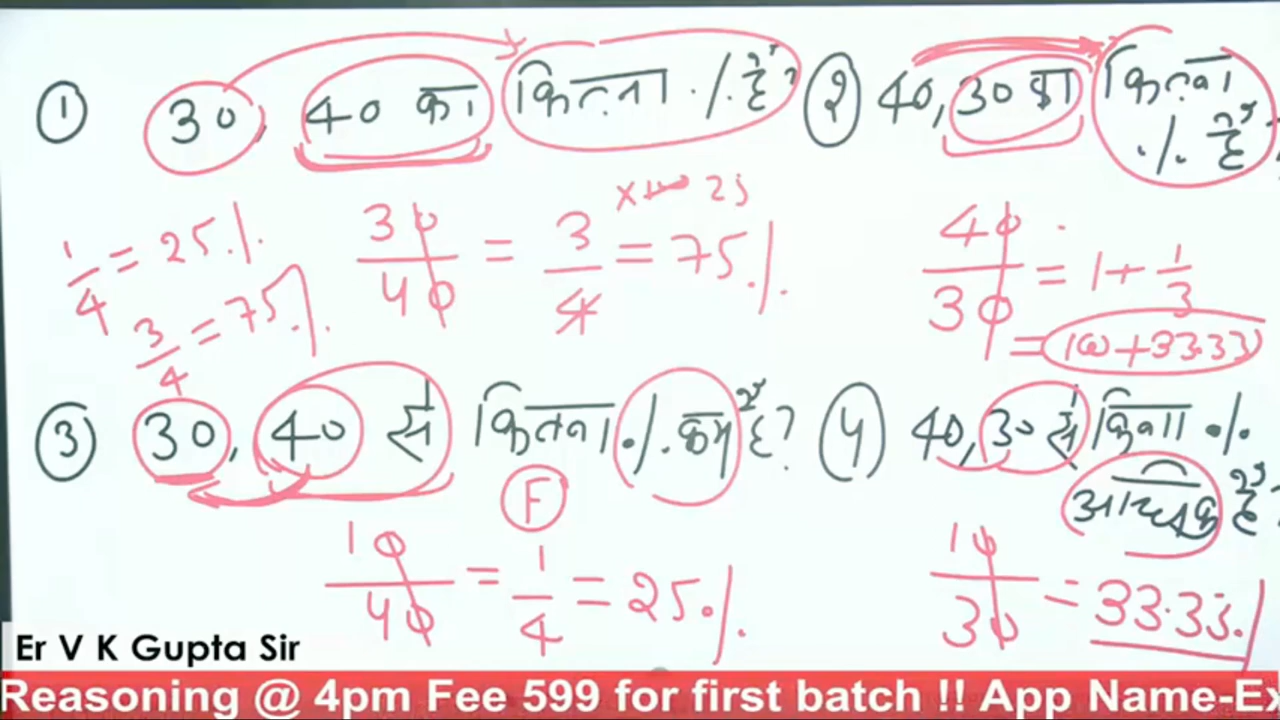 ① 30, 40 का कितना % है?
② 40, 30 का कितना
% है
1/4 = 25%
3/4 = 75%
30/40 = 3/4 = 75%
×100 25
40/30 = 1 + 1/3
= 100 + 33.33
③ 30, 40 से कितना % कम है?
④ 40, 30 से कितना %
अधिक है
F
10/40 = 1/4 = 25%
10/30 = 33.33%
Er V K Gupta Sir
Reasoning @ 4pm Fee 599 for first batch !! App Name-Ex